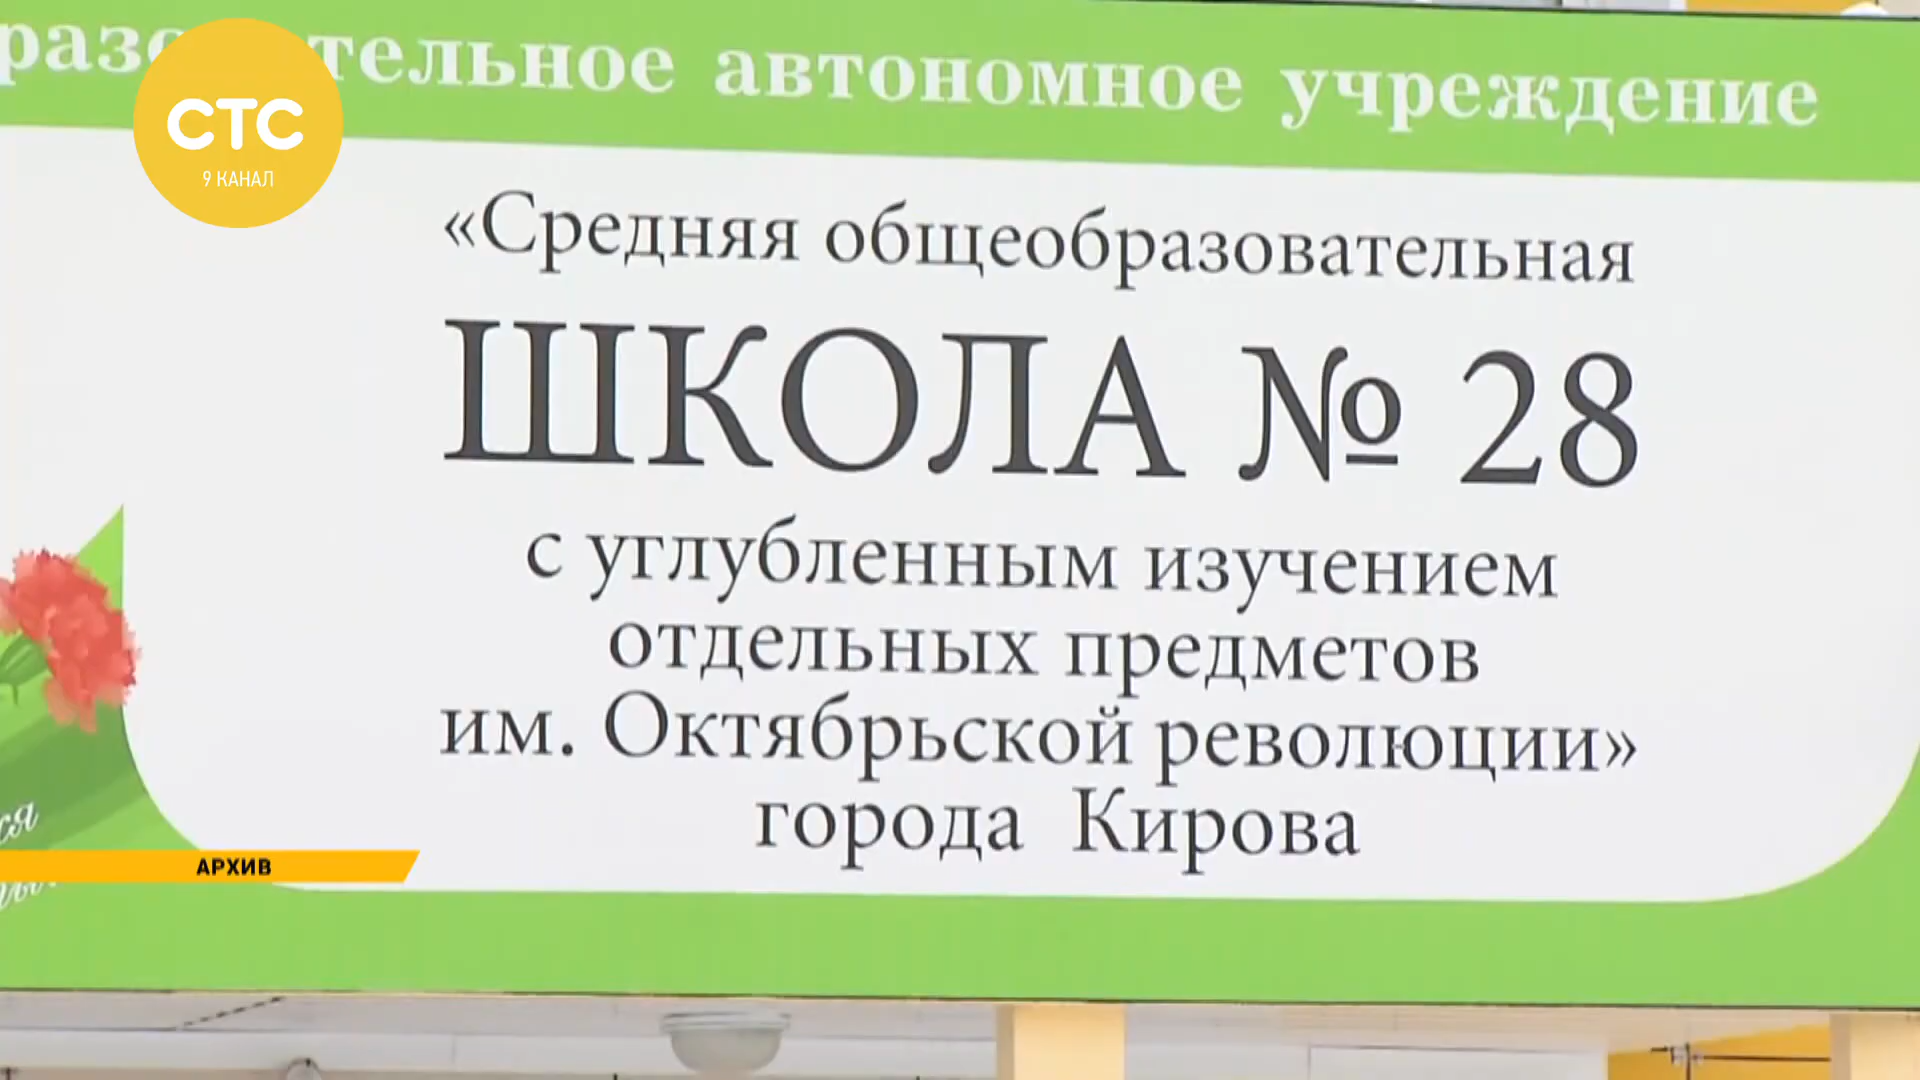 автономное учреждение
СТС
9 КАНАЛ
«Средняя общеобразовательная
ШКОЛА № 28
с углубленным изучением
отдельных предметов
им. Октябрьской революции»
города Кирова
АРХИВ